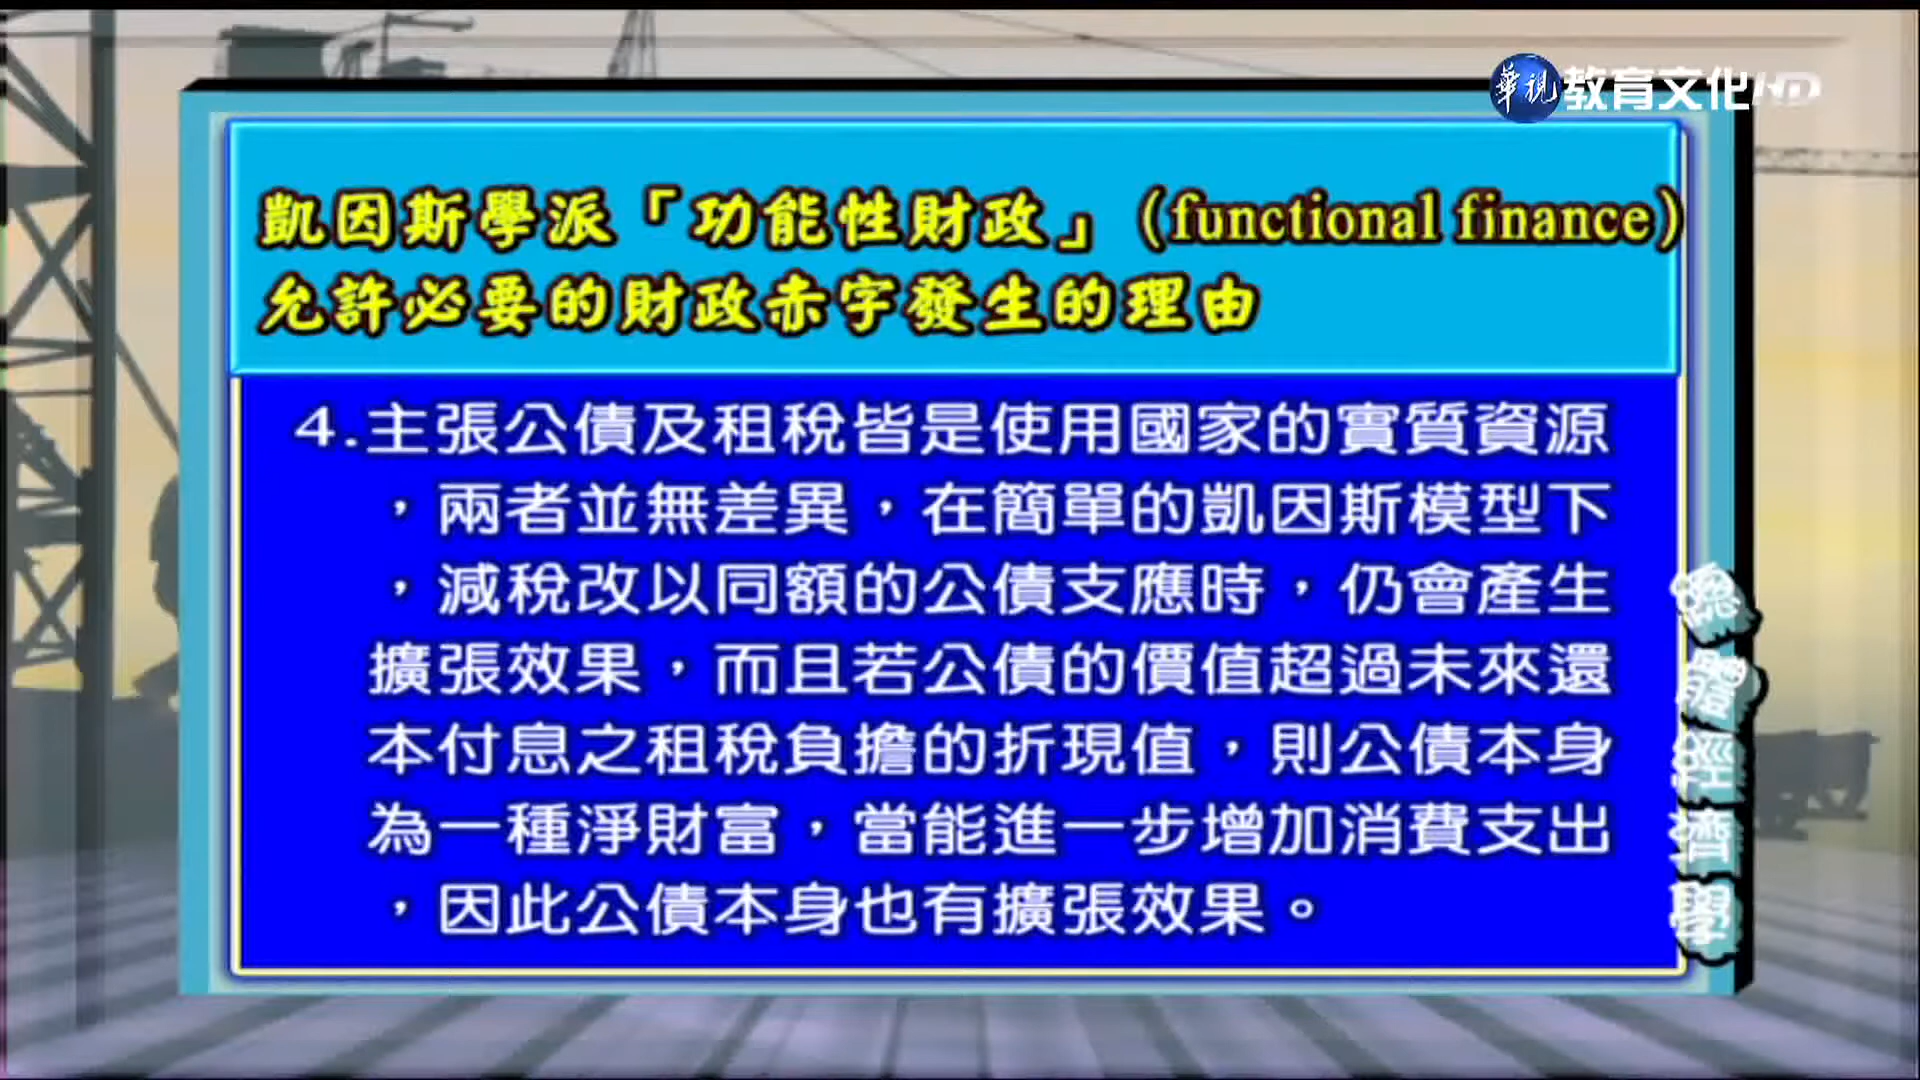 華視 教育文化HD
凱因斯學派「功能性財政」(functional finance)
允許必要的財政赤字發生的理由
4.主張公債及租稅皆是使用國家的實質資源
，兩者並無差異，在簡單的凱因斯模型下
，減稅改以同額的公債支應時，仍會產生
擴張效果，而且若公債的價值超過未來還
本付息之租稅負擔的折現值，則公債本身
為一種淨財富，當能進一步增加消費支出
，因此公債本身也有擴張效果。
總體經濟學